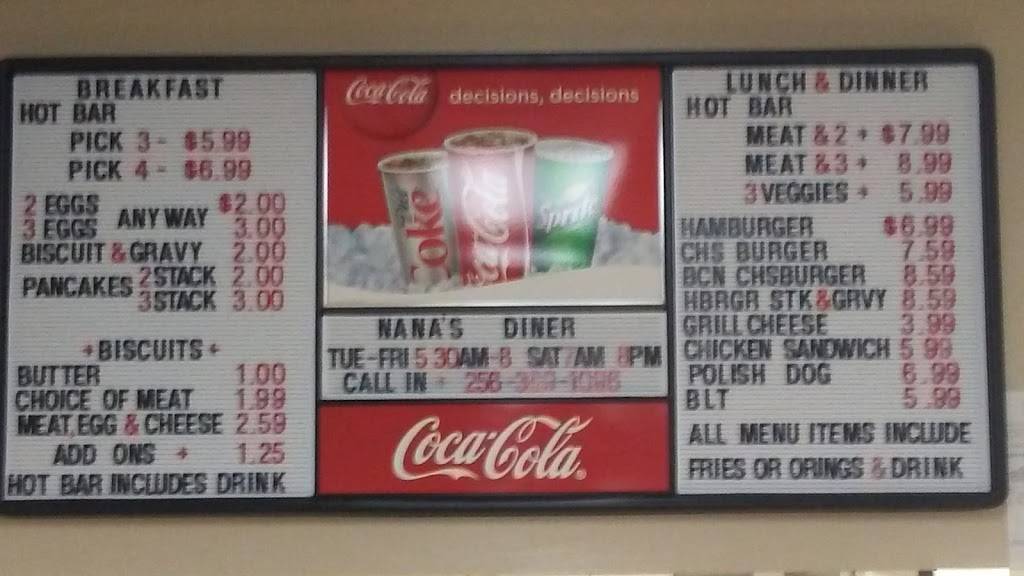 BREAKFAST
HOT BAR
PICK 3 - $5.99
PICK 4 - $6.99
2 EGGS $2.00
ANY WAY
3 EGGS 3.00
BISCUIT & GRAVY 2.00
PANCAKES 2 STACK 2.00
3 STACK 3.00
+ BISCUITS +
BUTTER 1.00
CHOICE OF MEAT 1.99
MEAT, EGG & CHEESE 2.59
ADD ONS + 1.25
HOT BAR INCLUDES DRINK
Coca-Cola decisions, decisions
Coke
Coca-Cola
Sprite
NANA'S DINER
TUE-FRI 5 30AM-8 SAT 7AM 8PM
CALL IN + 256
Coca-Cola
LUNCH & DINNER
HOT BAR
MEAT & 2 + $7.99
MEAT & 3 + 8.99
3 VEGGIES + 5.99
HAMBURGER $6.99
CHS BURGER 7.59
BCN CHSBURGER 8.59
HBRGR STK & GRVY 8.59
GRILL CHEESE 3.99
CHICKEN SANDWICH 5 99
POLISH DOG 6.99
BLT 5.99
ALL MENU ITEMS INCLUDE
FRIES OR ORINGS & DRINK